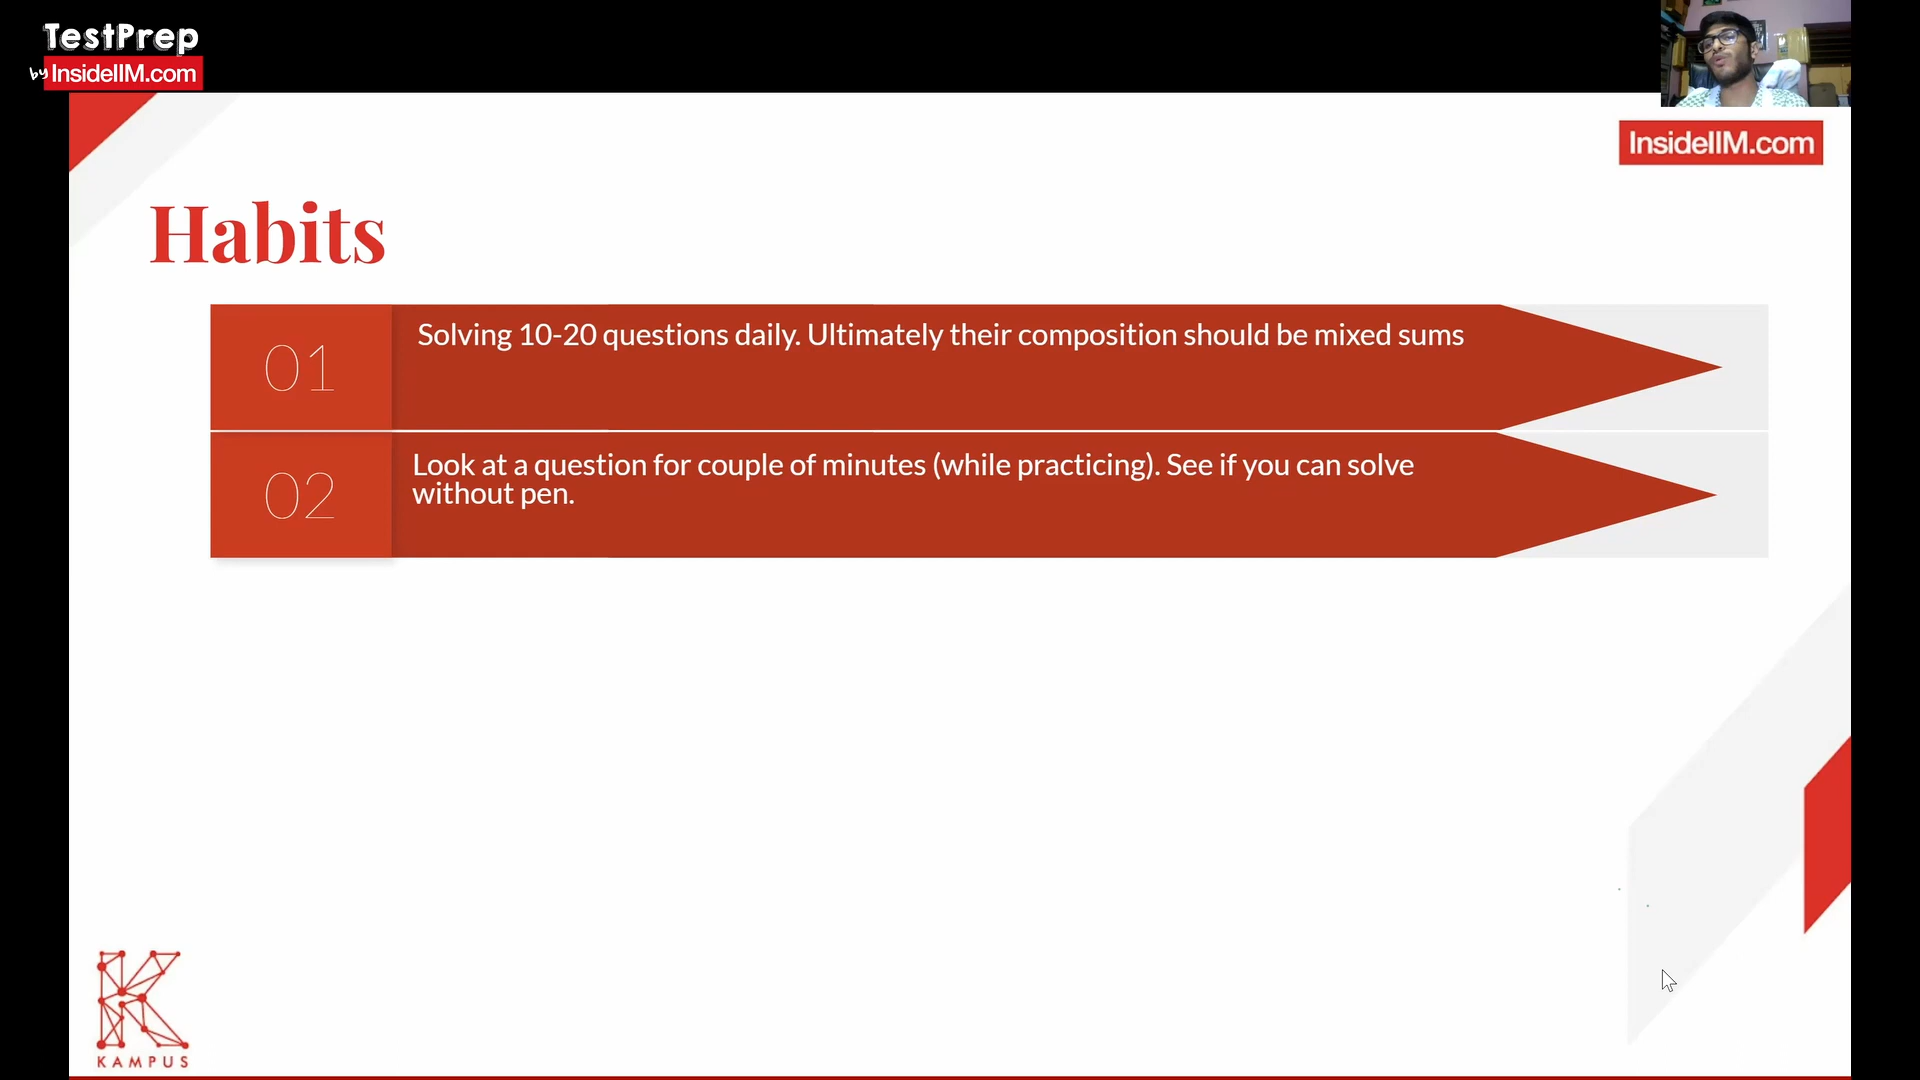 TestPrep
by InsideIIM.com
InsideIIM.com
Habits
01
Solving 10-20 questions daily. Ultimately their composition should be mixed sums
02
Look at a question for couple of minutes (while practicing). See if you can solve
without pen.
KAMPUS